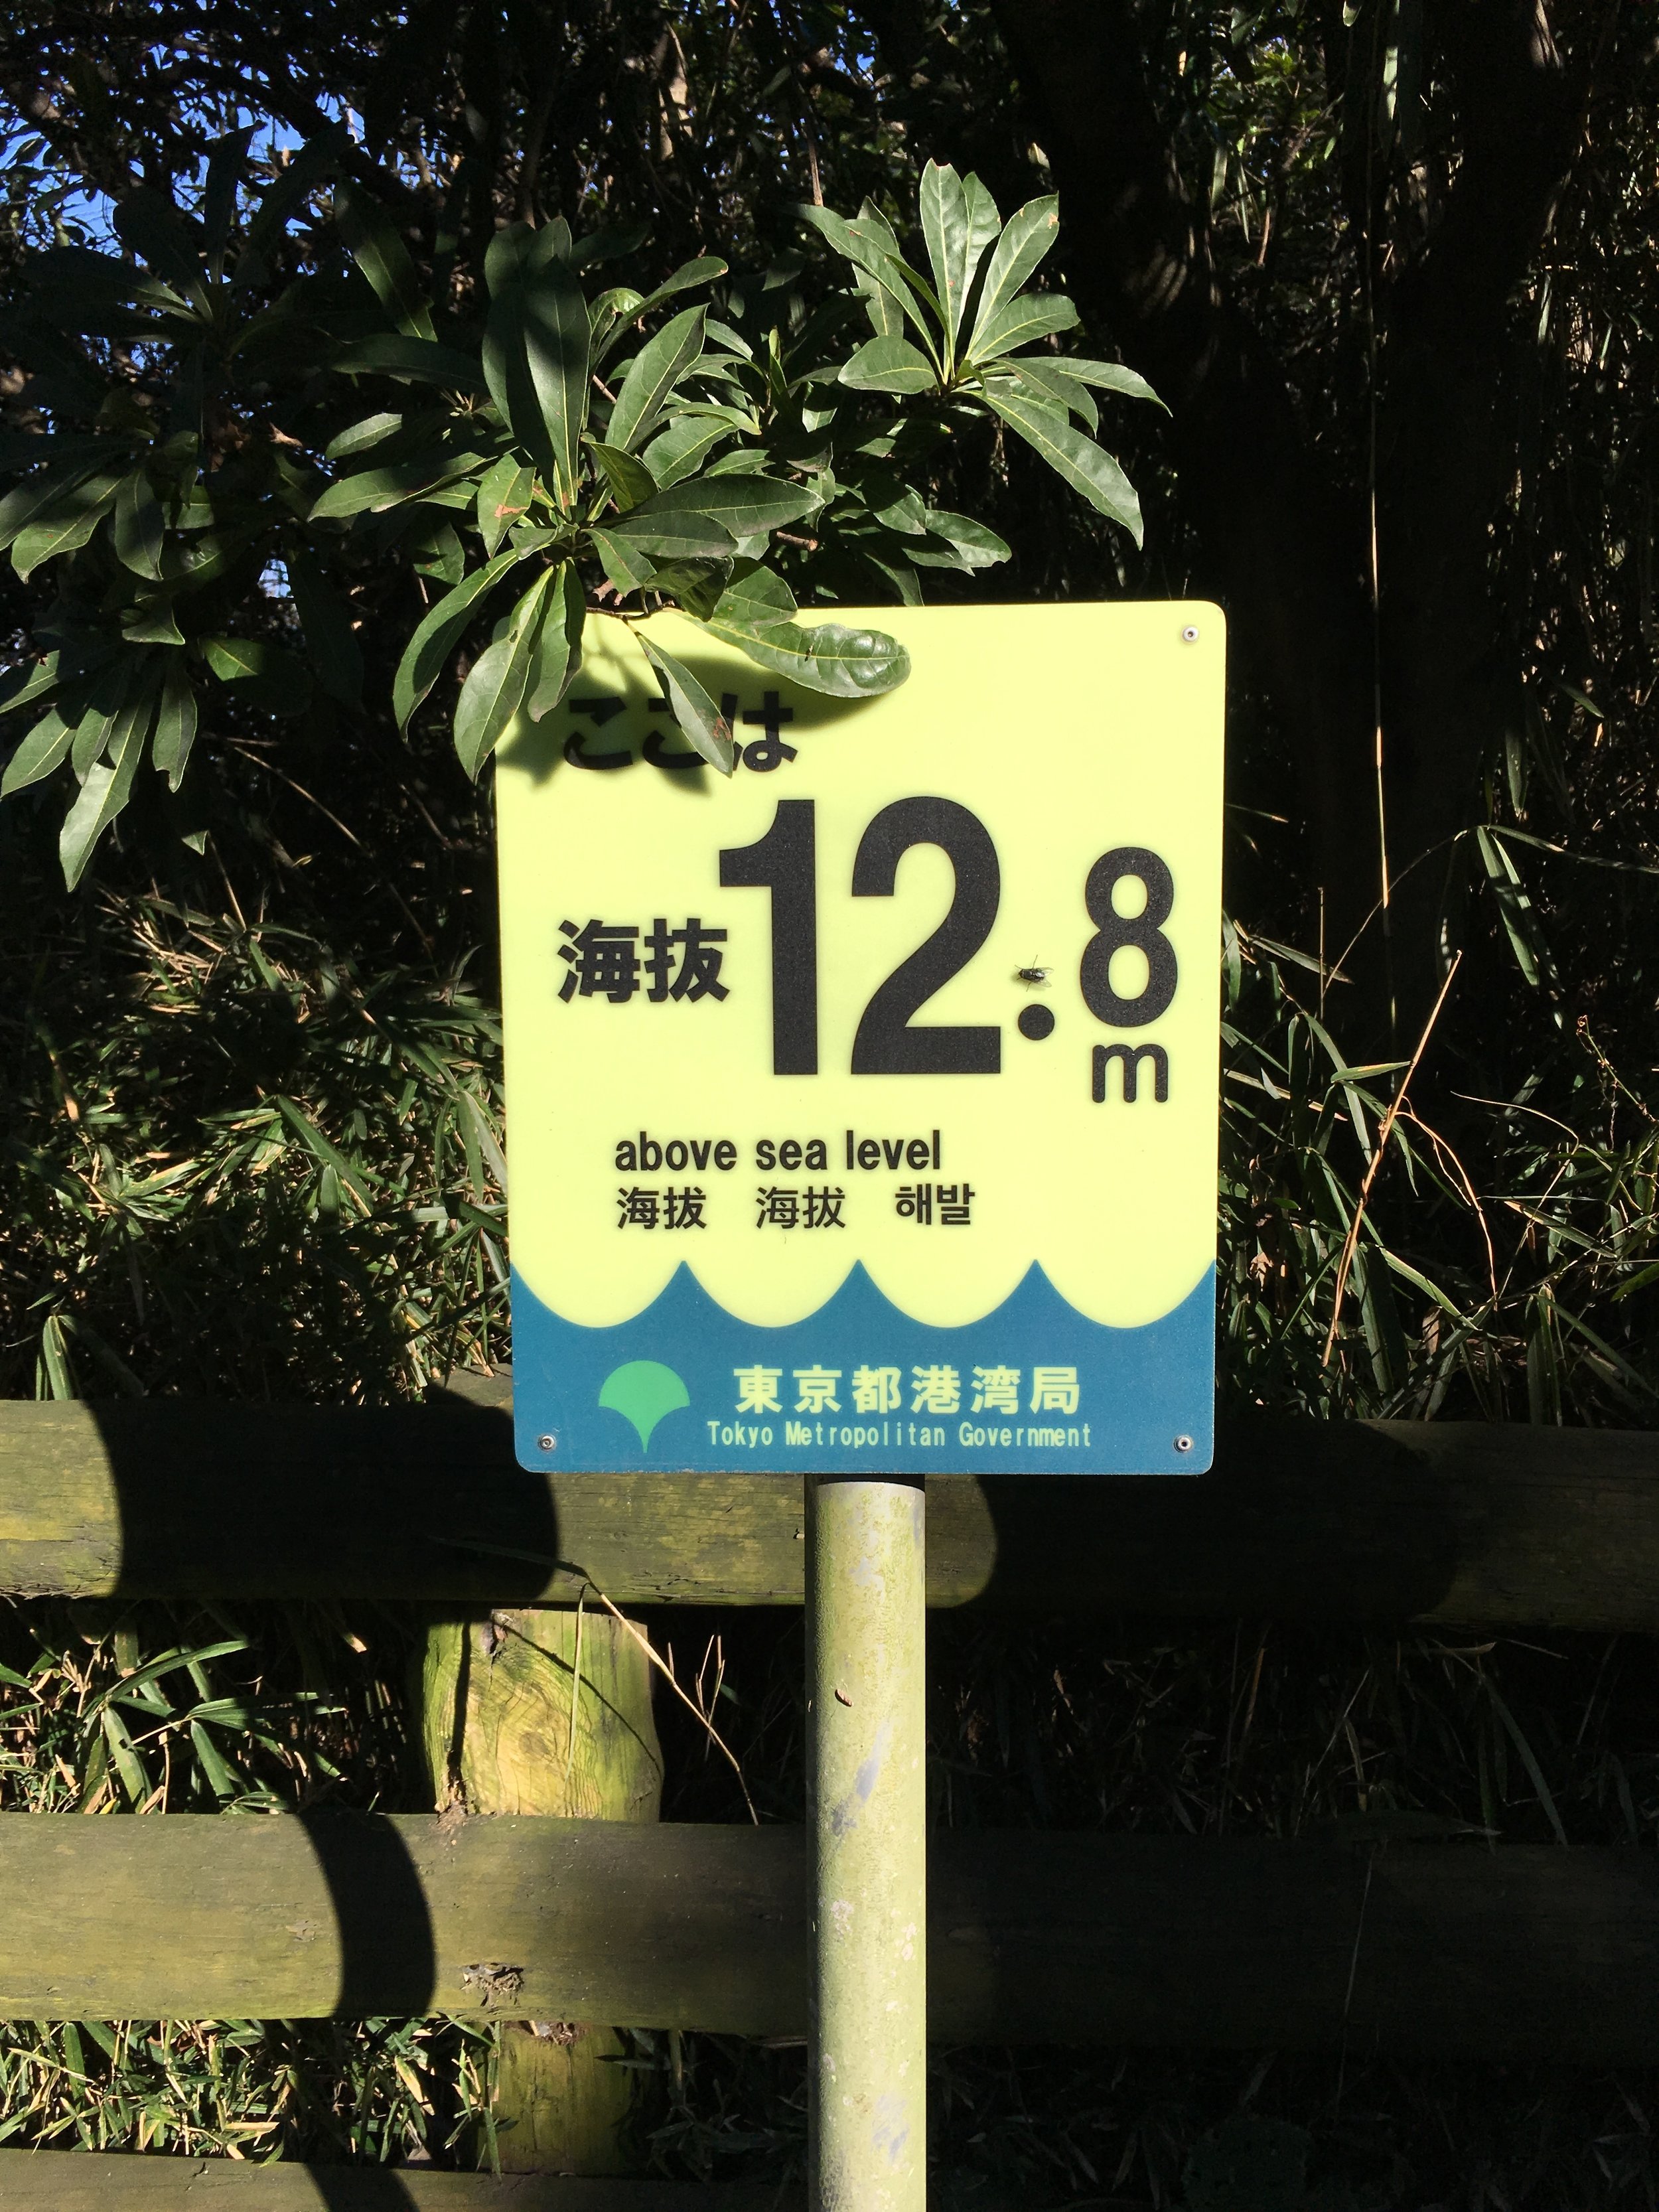 ここは
海抜12.8m
above sea level
海拔 海拔 해발
東京都港湾局
Tokyo Metropolitan Government